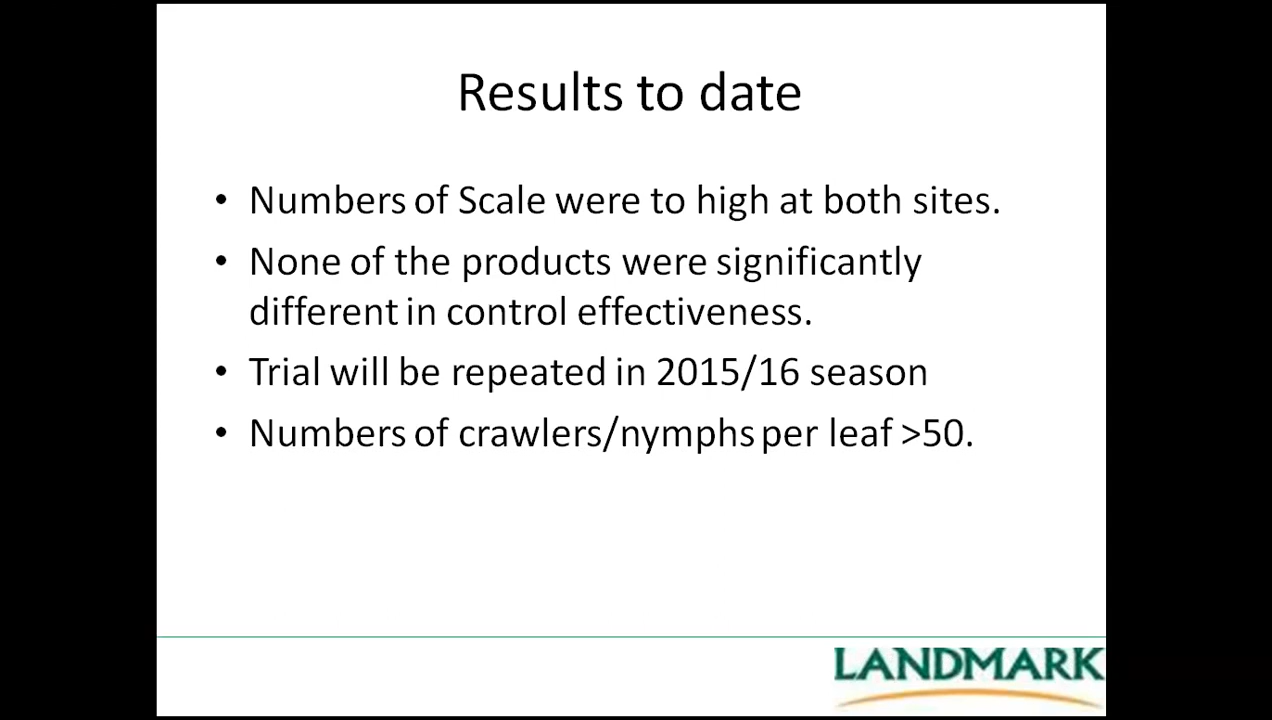 Results to date
• Numbers of Scale were to high at both sites.
• None of the products were significantly
different in control effectiveness.
• Trial will be repeated in 2015/16 season
• Numbers of crawlers/nymphs per leaf >50.
LANDMARK